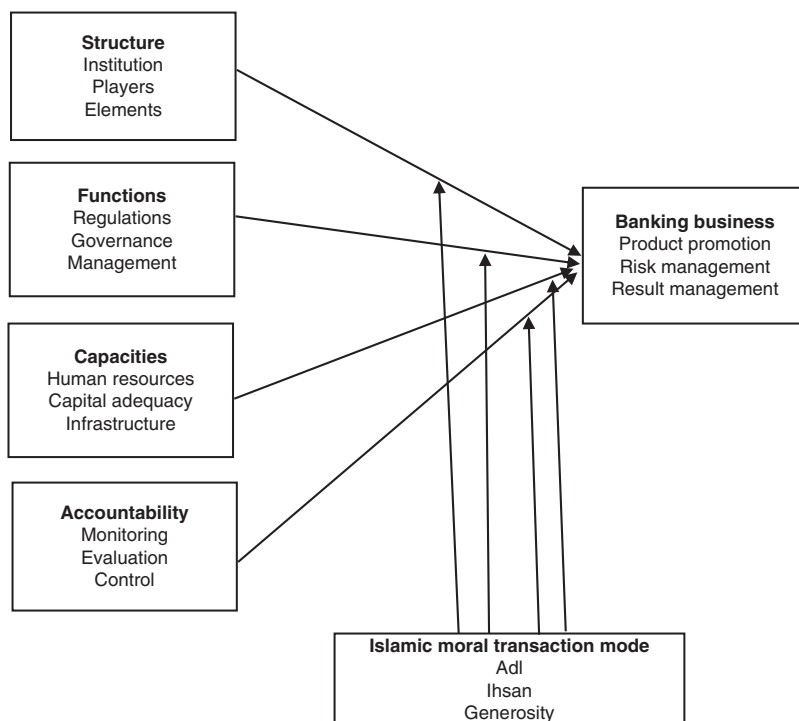 Structure
Institution
Players
Elements
Functions
Regulations
Governance
Management
Capacities
Human resources
Capital adequacy
Infrastructure
Accountability
Monitoring
Evaluation
Control
Banking business
Product promotion
Risk management
Result management
Islamic moral transaction mode
Adl
Ihsan
Generosity